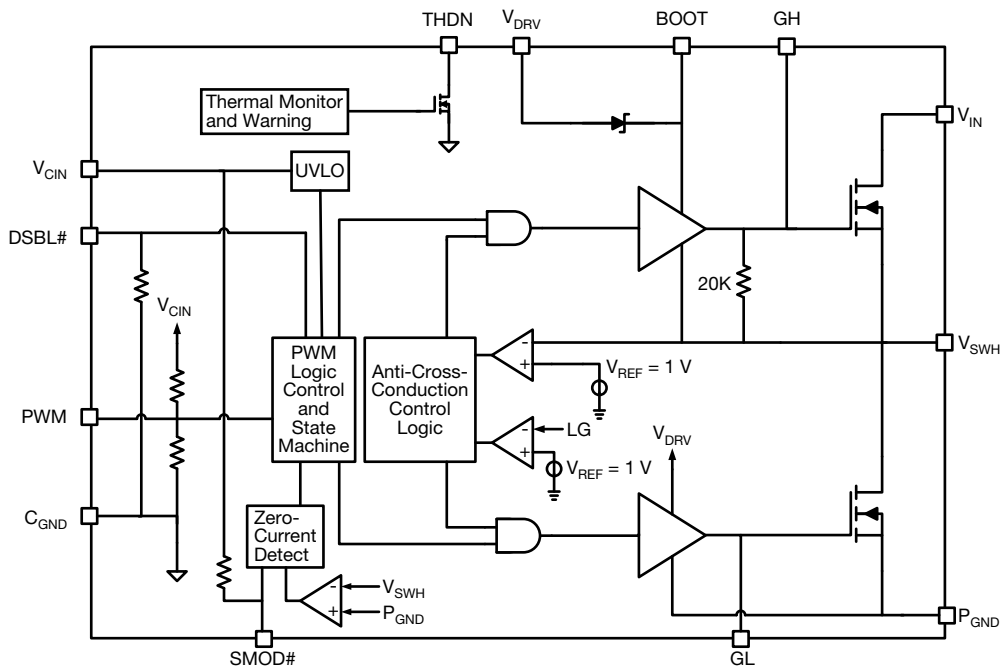 THDN
V_DRV
BOOT
GH
Thermal Monitor
and Warning
V_IN
V_CIN
UVLO
DSBL#
20K
V_CIN
V_SWH
PWM
Logic
Control
and
State
Machine
Anti-Cross-
Conduction
Control
Logic
-
+
V_REF = 1 V
PWM
-
+
LG
V_REF = 1 V
V_DRV
C_GND
Zero-
Current
Detect
-
+
V_SWH
P_GND
P_GND
SMOD#
GL